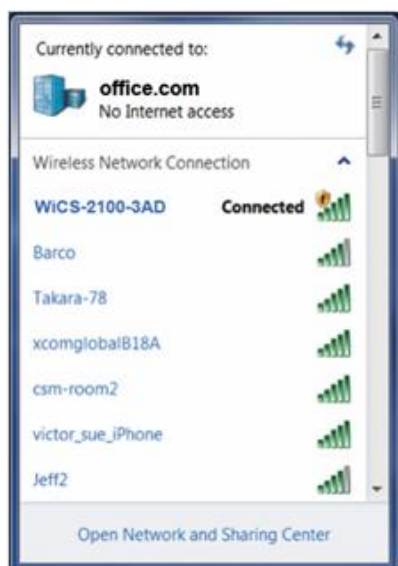 Currently connected to:
office.com
No Internet access
Wireless Network Connection
WiCS-2100-3AD Connected
Barco
Takara-78
xcomglobalB18A
csm-room2
victor_sue_iPhone
Jeff2
Open Network and Sharing Center